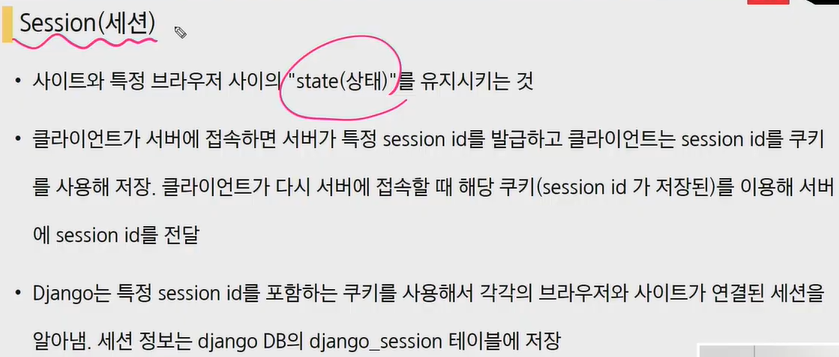 Session(세션)
• 사이트와 특정 브라우저 사이의 "state(상태)"를 유지시키는 것
• 클라이언트가 서버에 접속하면 서버가 특정 session id를 발급하고 클라이언트는 session id를 쿠키
를 사용해 저장. 클라이언트가 다시 서버에 접속할 때 해당 쿠키(session id 가 저장된)를 이용해 서버
에 session id를 전달
• Django는 특정 session id를 포함하는 쿠키를 사용해서 각각의 브라우저와 사이트가 연결된 세션을
알아냄. 세션 정보는 django DB의 django_session 테이블에 저장